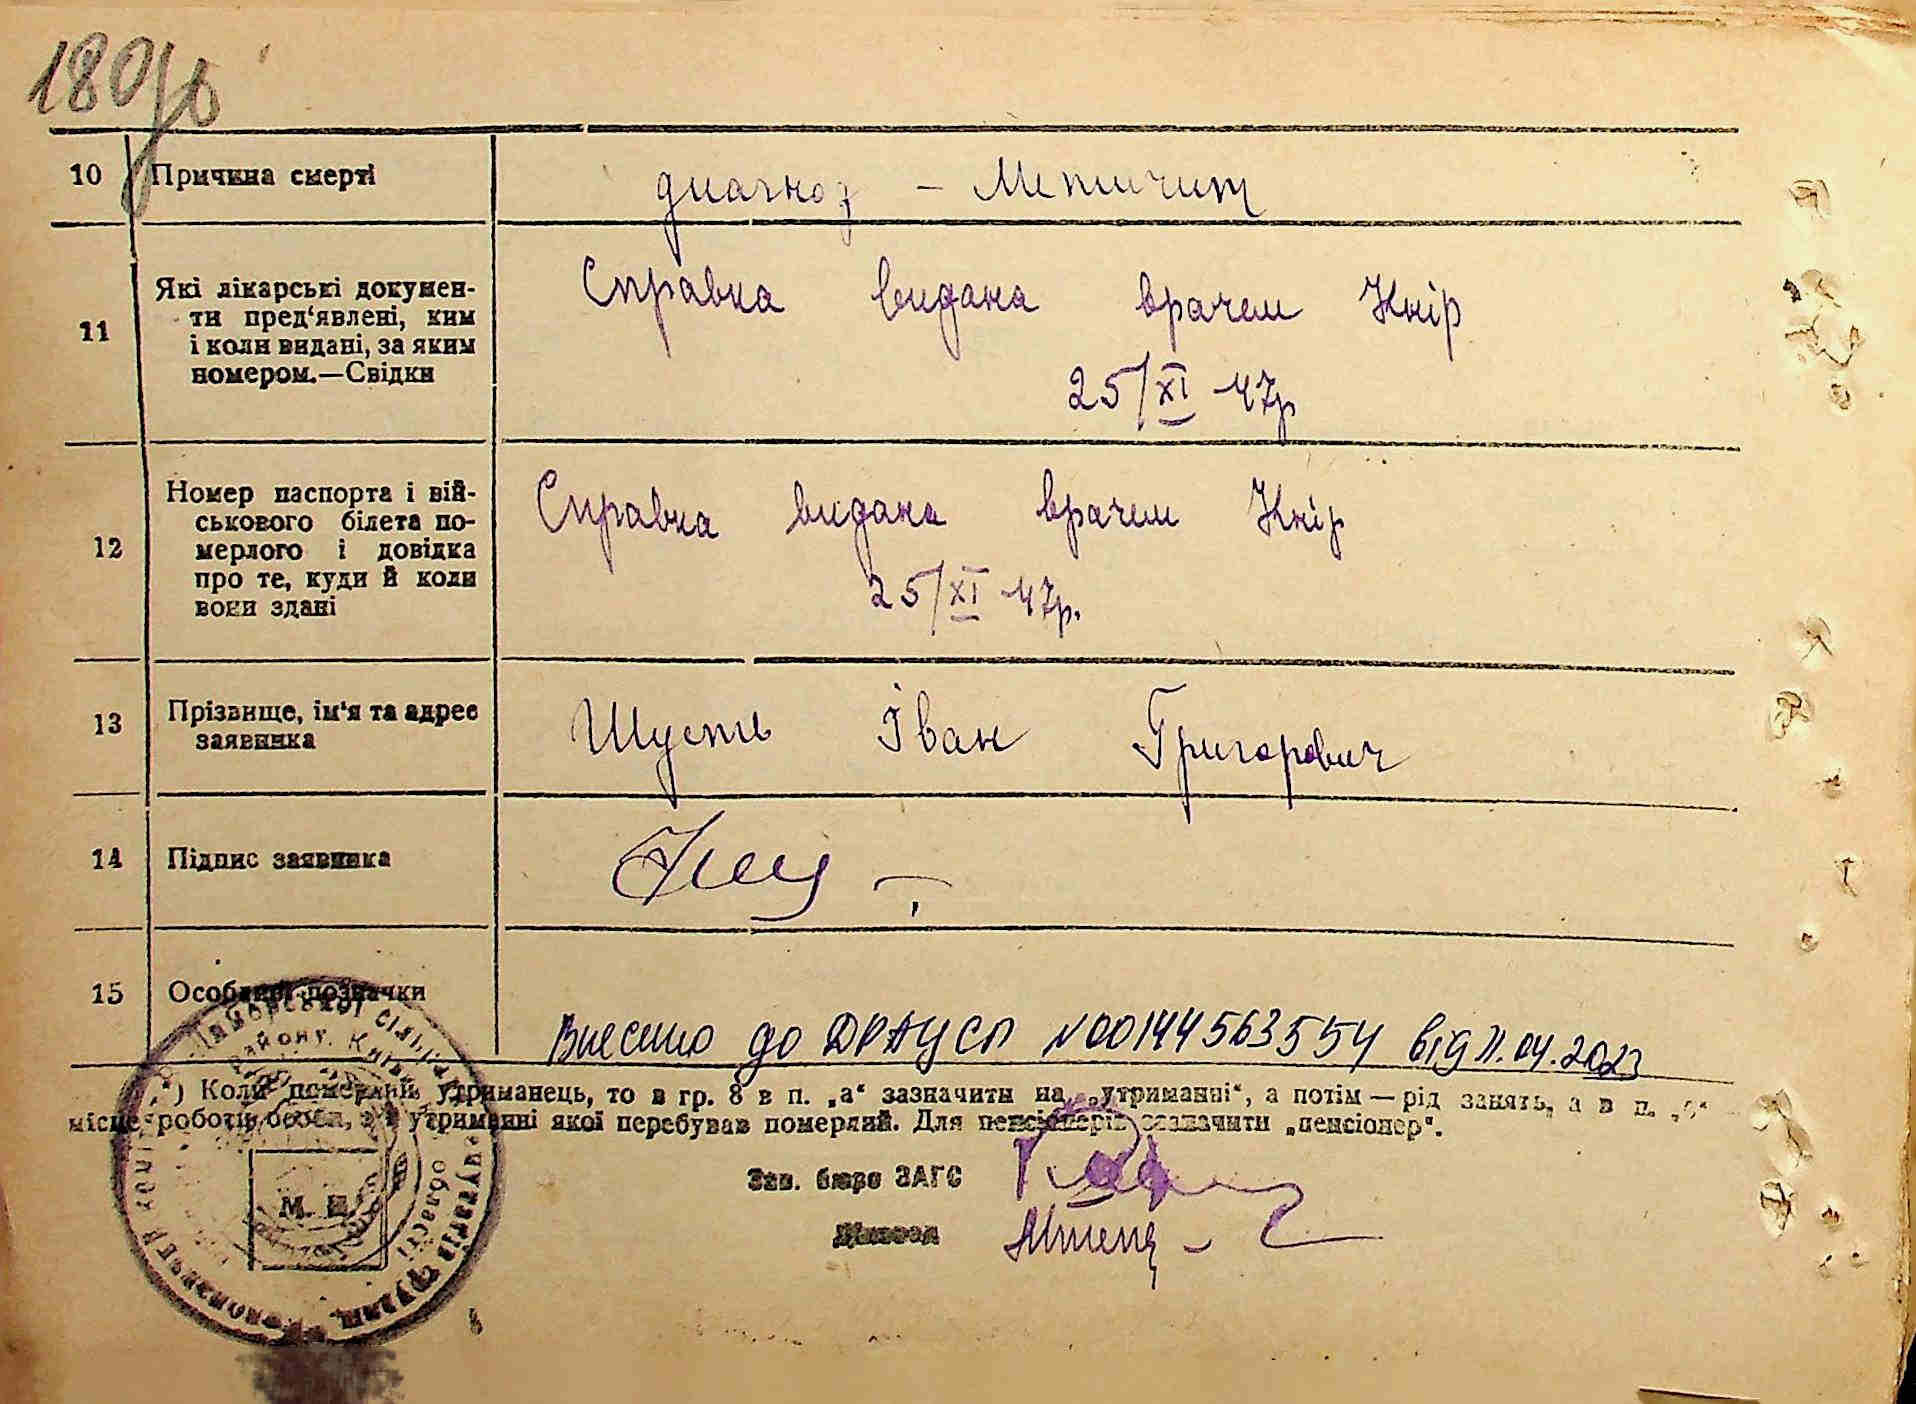 180
10 Причина смерті
диагноз – Менінгит
11 Які лікарські докумен-
ти пред'явлені, ким
і коли видані, за яким
номером.—Свідки
Справка видана врачем Кнір
25/XI 47р
12 Номер паспорта і вій-
ськового білета по-
мерлого і довідка
про те, куди й коли
вони здані
Справка видана врачем Кнір
25/XI 47р.
13 Прізвище, ім'я та адрес
заявника
Шусть Іван Григорович
14 Підпис заявника
15 Особливі позначки
Внесено до ДРАЦСГ N00144563554 від 11.04.2023
*) Коли померлий утриманець, то в гр. 8 в п. „а“ зазначити на „утриманні“, а потім — рід занять, а в п. „б“ —
місце роботи особи, на утриманні якої перебував померлий. Для пенсіонерів зазначити „пенсіонер“.
Зав. бюро ЗАГС
Діловод
М. П.